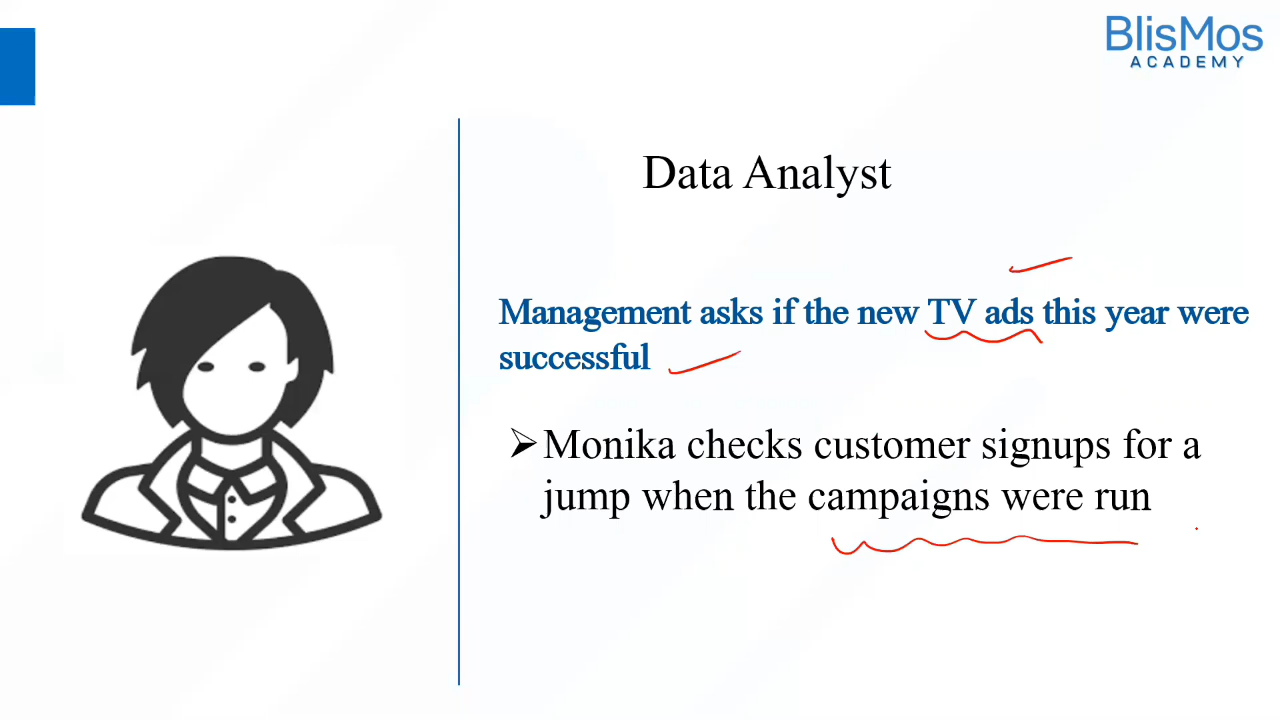 BlisMos
ACADEMY
Data Analyst
Management asks if the new TV ads this year were
successful
➢Monika checks customer signups for a
jump when the campaigns were run